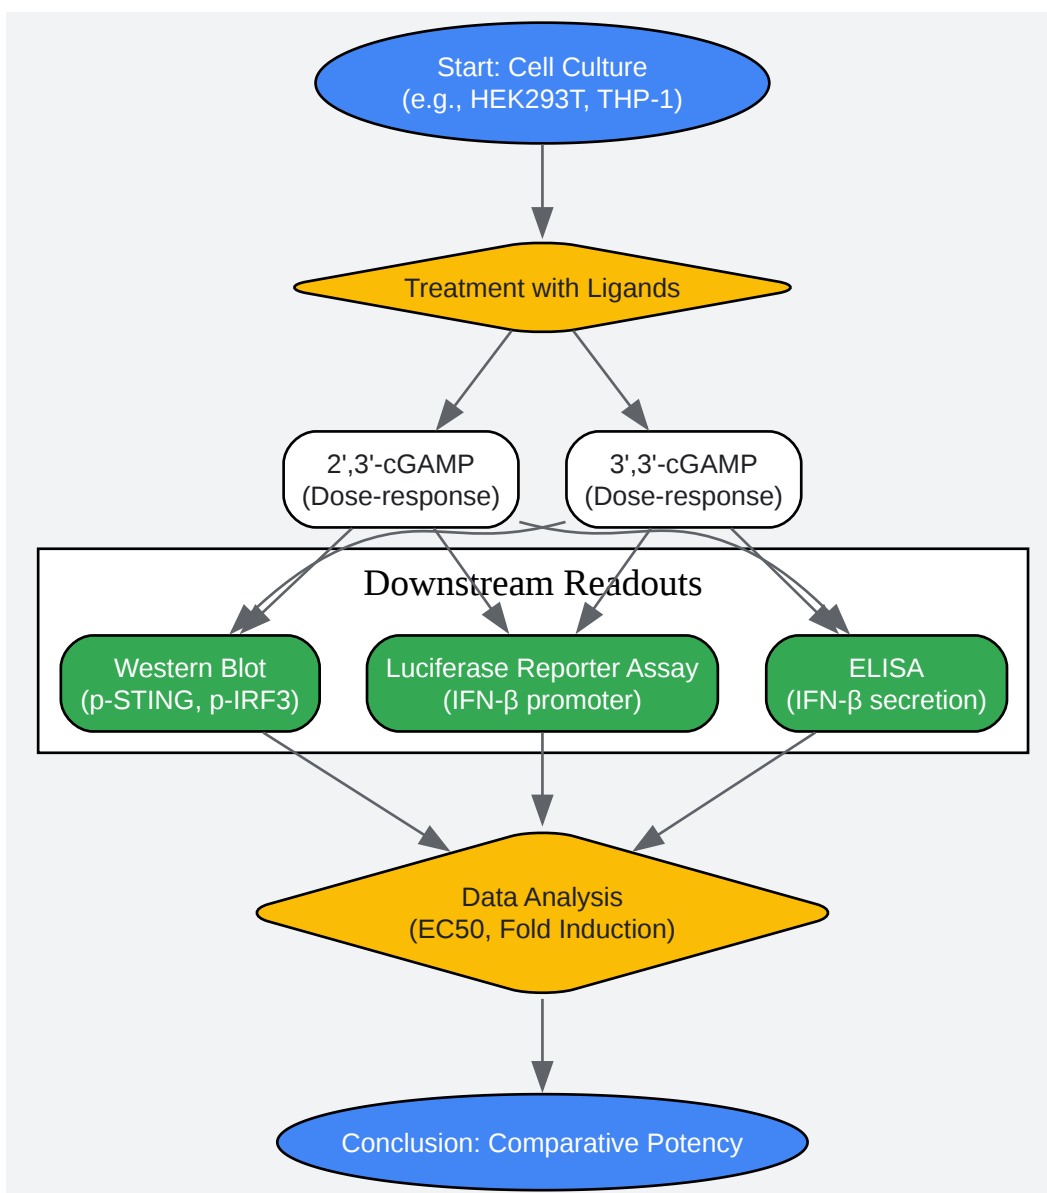 Start: Cell Culture
(e.g., HEK293T, THP-1)
Treatment with Ligands
2',3'-cGAMP
(Dose-response)
3',3'-cGAMP
(Dose-response)
Downstream Readouts
Western Blot
(p-STING, p-IRF3)
Luciferase Reporter Assay
(IFN-β promoter)
ELISA
(IFN-β secretion)
Data Analysis
(EC50, Fold Induction)
Conclusion: Comparative Potency